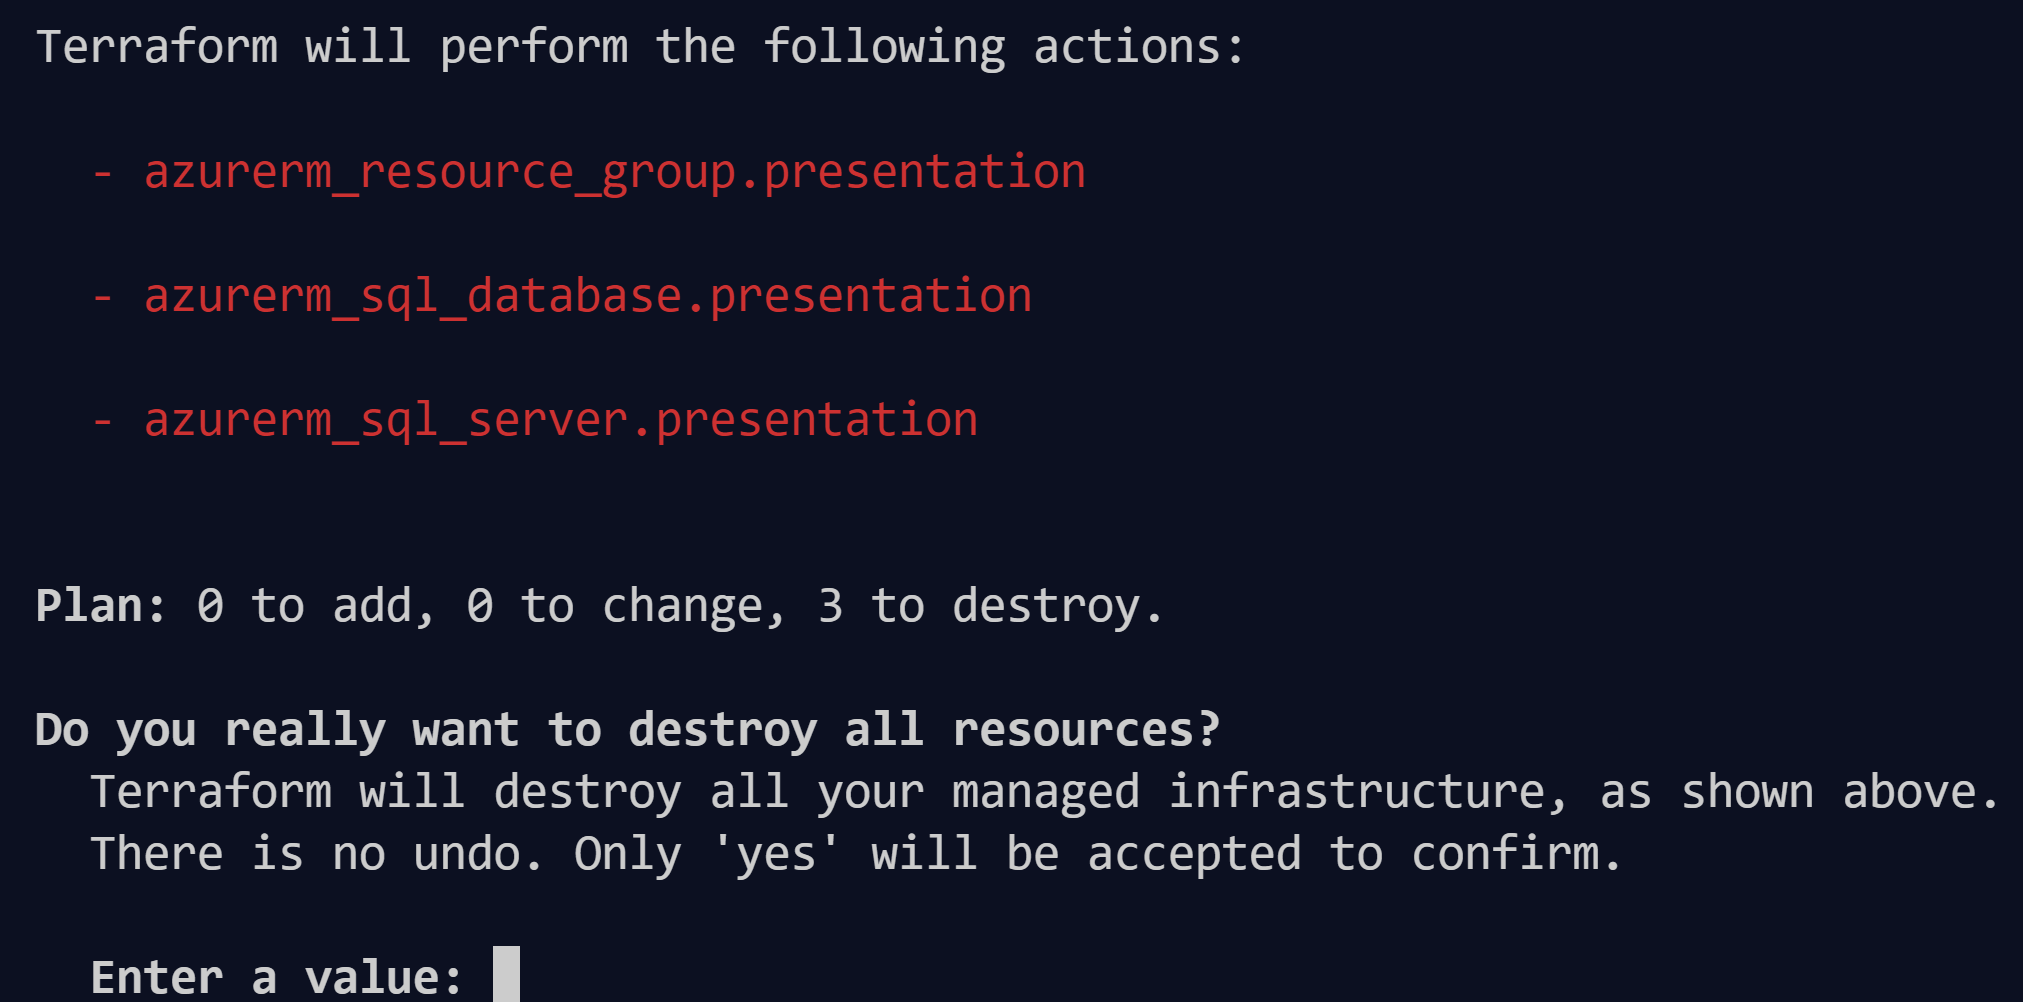 Terraform will perform the following actions:
- azurerm_resource_group.presentation
- azurerm_sql_database.presentation
- azurerm_sql_server.presentation
Plan: 0 to add, 0 to change, 3 to destroy.
Do you really want to destroy all resources?
Terraform will destroy all your managed infrastructure, as shown above.
There is no undo. Only 'yes' will be accepted to confirm.
Enter a value: